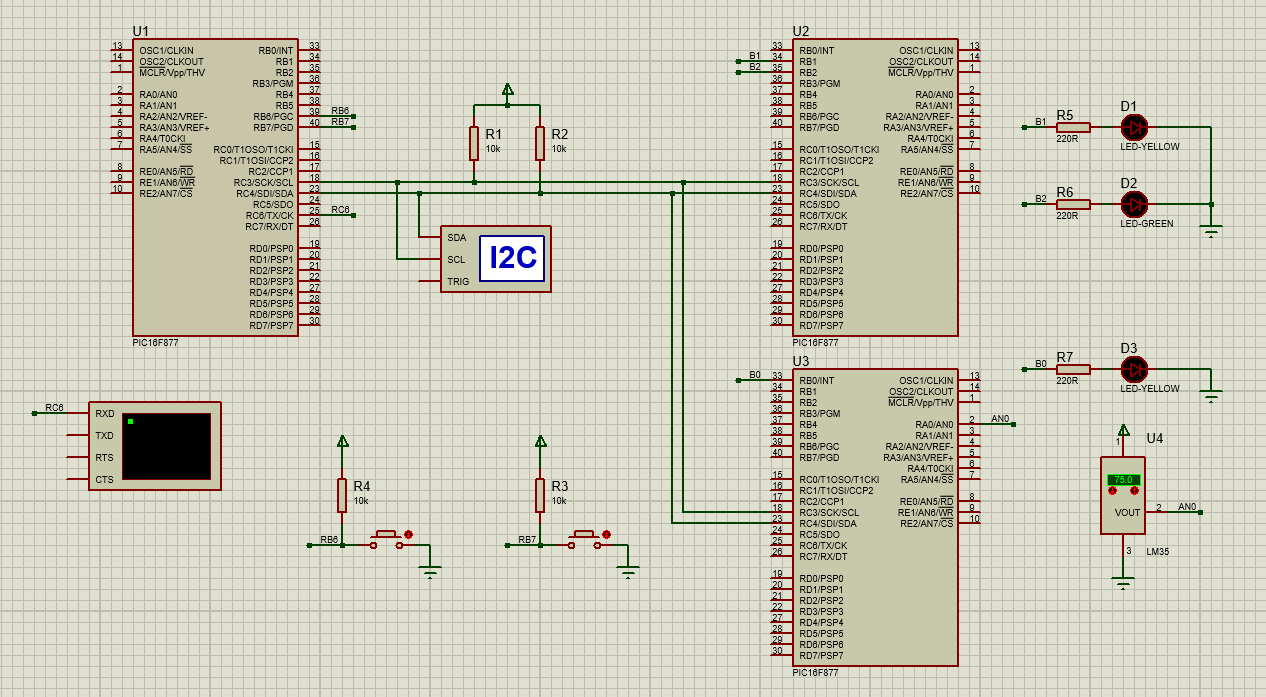 U1
13 OSC1/CLKIN RB0/INT 33
14 OSC2/CLKOUT RB1 34
1 MCLR/Vpp/THV RB2 35
RB3/PGM 36
2 RA0/AN0 RB4 37
3 RA1/AN1 RB5 38
4 RA2/AN2/VREF- RB6/PGC 39 RB6
5 RA3/AN3/VREF+ RB7/PGD 40 RB7
6 RA4/T0CKI
7 RA5/AN4/SS RC0/T1OSO/T1CKI 15
RC1/T1OSI/CCP2 16
8 RE0/AN5/RD RC2/CCP1 17
9 RE1/AN6/WR RC3/SCK/SCL 18
10 RE2/AN7/CS RC4/SDI/SDA 23
RC5/SDO 24
RC6/TX/CK 25 RC6
RC7/RX/DT 26
RD0/PSP0 19
RD1/PSP1 20
RD2/PSP2 21
RD3/PSP3 22
RD4/PSP4 27
RD5/PSP5 28
RD6/PSP6 29
RD7/PSP7 30
PIC16F877
R1
10k
R2
10k
SDA
SCL
TRIG
I2C
U2
33 RB0/INT OSC1/CLKIN 13
B1 34 RB1 OSC2/CLKOUT 14
B2 35 RB2 MCLR/Vpp/THV 1
36 RB3/PGM
37 RB4 RA0/AN0 2
38 RB5 RA1/AN1 3
39 RB6/PGC RA2/AN2/VREF- 4
40 RB7/PGD RA3/AN3/VREF+ 5
RA4/T0CKI 6
15 RC0/T1OSO/T1CKI RA5/AN4/SS 7
16 RC1/T1OSI/CCP2
17 RC2/CCP1 RE0/AN5/RD 8
18 RC3/SCK/SCL RE1/AN6/WR 9
23 RC4/SDI/SDA RE2/AN7/CS 10
24 RC5/SDO
25 RC6/TX/CK
26 RC7/RX/DT
19 RD0/PSP0
20 RD1/PSP1
21 RD2/PSP2
22 RD3/PSP3
27 RD4/PSP4
28 RD5/PSP5
29 RD6/PSP6
30 RD7/PSP7
PIC16F877
B1
R5
220R
D1
LED-YELLOW
B2
R6
220R
D2
LED-GREEN
RC6
RXD
TXD
RTS
CTS
R4
10k
RB6
R3
10k
RB7
U3
B0 33 RB0/INT OSC1/CLKIN 13
34 RB1 OSC2/CLKOUT 14
35 RB2 MCLR/Vpp/THV 1
36 RB3/PGM
37 RB4 RA0/AN0 2 AN0
38 RB5 RA1/AN1 3
39 RB6/PGC RA2/AN2/VREF- 4
40 RB7/PGD RA3/AN3/VREF+ 5
RA4/T0CKI 6
15 RC0/T1OSO/T1CKI RA5/AN4/SS 7
16 RC1/T1OSI/CCP2
17 RC2/CCP1 RE0/AN5/RD 8
18 RC3/SCK/SCL RE1/AN6/WR 9
23 RC4/SDI/SDA RE2/AN7/CS 10
24 RC5/SDO
25 RC6/TX/CK
26 RC7/RX/DT
19 RD0/PSP0
20 RD1/PSP1
21 RD2/PSP2
22 RD3/PSP3
27 RD4/PSP4
28 RD5/PSP5
29 RD6/PSP6
30 RD7/PSP7
PIC16F877
B0
R7
220R
D3
LED-YELLOW
U4
1
75.0
VOUT 2 AN0
3
LM35